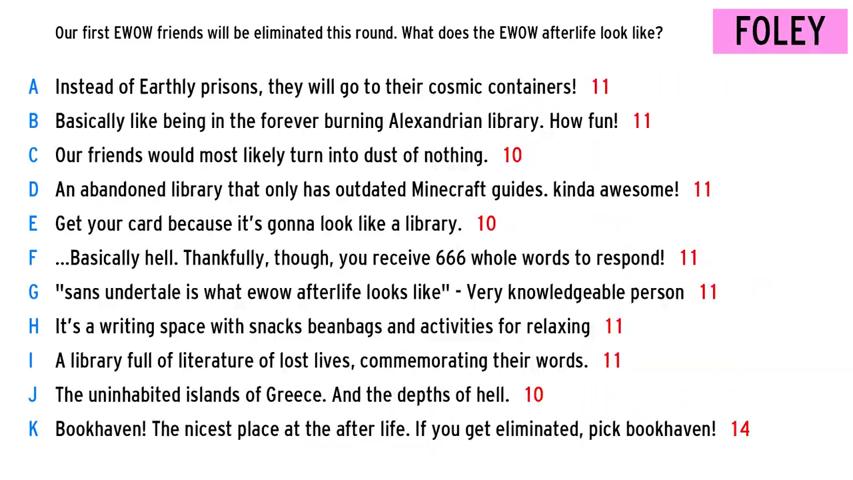 Our first EWOW friends will be eliminated this round. What does the EWOW afterlife look like?
FOLEY
A Instead of Earthly prisons, they will go to their cosmic containers! 11
B Basically like being in the forever burning Alexandrian library. How fun! 11
C Our friends would most likely turn into dust of nothing. 10
D An abandoned library that only has outdated Minecraft guides. kinda awesome! 11
E Get your card because it's gonna look like a library. 10
F ...Basically hell. Thankfully, though, you receive 666 whole words to respond! 11
G "sans undertale is what ewow afterlife looks like" - Very knowledgeable person 11
H It's a writing space with snacks beanbags and activities for relaxing 11
I A library full of literature of lost lives, commemorating their words. 11
J The uninhabited islands of Greece. And the depths of hell. 10
K Bookhaven! The nicest place at the after life. If you get eliminated, pick bookhaven! 14